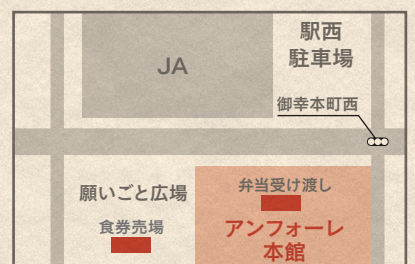 駅西
駐車場
JA
御幸本町西
弁当受け渡し
願いごと広場
食券売場
アンフォーレ
本館